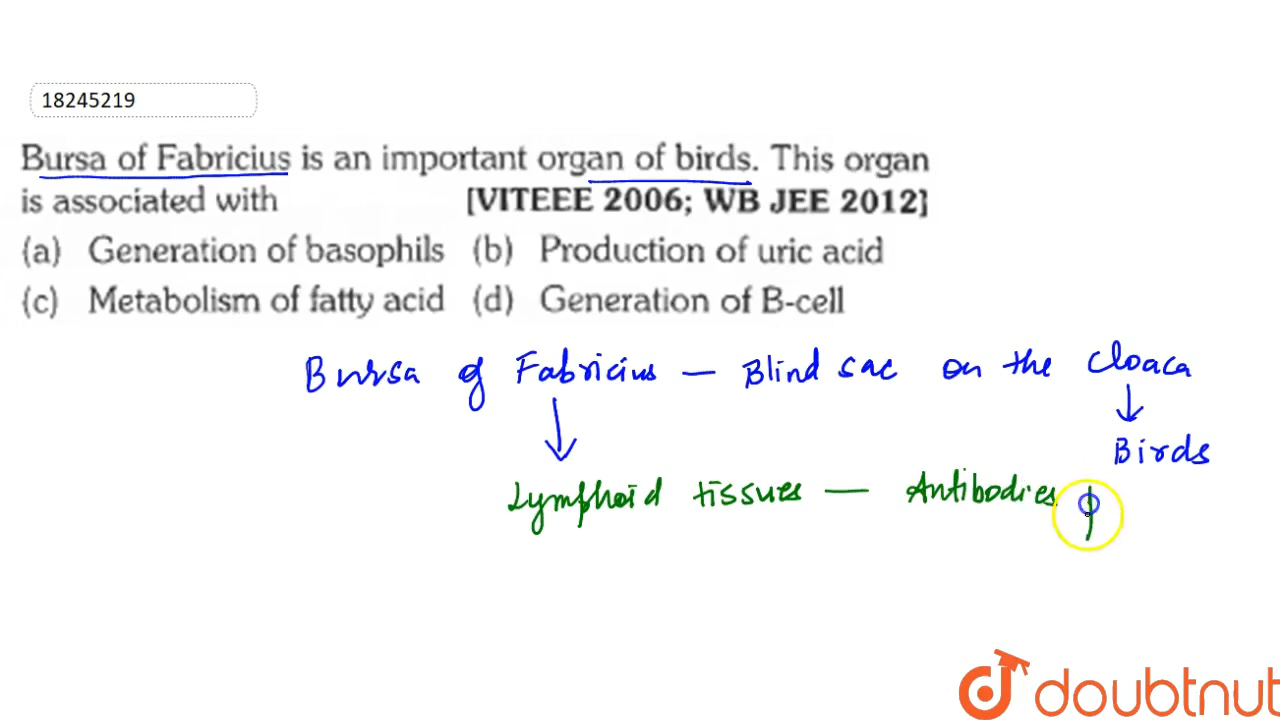 18245219
Bursa of Fabricius is an important organ of birds. This organ
is associated with [VITEEE 2006; WB JEE 2012]
(a) Generation of basophils (b) Production of uric acid
(c) Metabolism of fatty acid (d) Generation of B-cell
Bursa of Fabricius — Blind sac on the cloaca
Birds
Lymphoid tissues — Antibodies
doubtnut